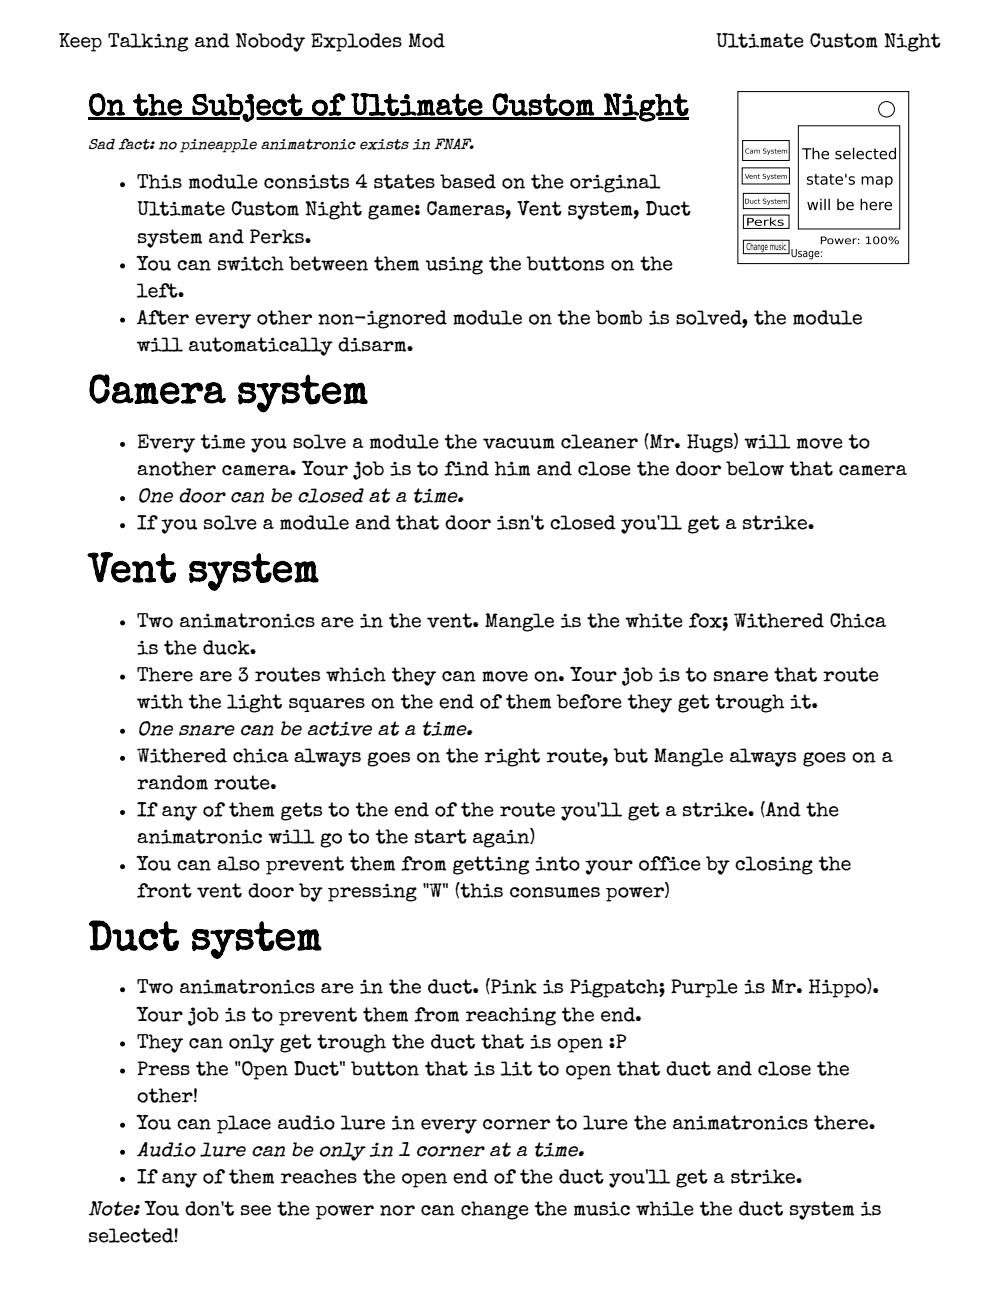 Keep Talking and Nobody Explodes Mod
Ultimate Custom Night
On the Subject of Ultimate Custom Night
Sad fact: no pineapple animatronic exists in FNAF.
• This module consists 4 states based on the original
Ultimate Custom Night game: Cameras, Vent system, Duct
system and Perks.
• You can switch between them using the buttons on the
left.
• After every other non-ignored module on the bomb is solved, the module
will automatically disarm.
Cam System
Vent System
Duct System
Perks
Change music
The selected
state's map
will be here
Power: 100%
Usage:
Camera system
• Every time you solve a module the vacuum cleaner (Mr. Hugs) will move to
another camera. Your job is to find him and close the door below that camera
• One door can be closed at a time.
• If you solve a module and that door isn't closed you'll get a strike.
Vent system
• Two animatronics are in the vent. Mangle is the white fox; Withered Chica
is the duck.
• There are 3 routes which they can move on. Your job is to snare that route
with the light squares on the end of them before they get trough it.
• One snare can be active at a time.
• Withered chica always goes on the right route, but Mangle always goes on a
random route.
• If any of them gets to the end of the route you'll get a strike. (And the
animatronic will go to the start again)
• You can also prevent them from getting into your office by closing the
front vent door by pressing "W" (this consumes power)
Duct system
• Two animatronics are in the duct. (Pink is Pigpatch; Purple is Mr. Hippo).
Your job is to prevent them from reaching the end.
• They can only get trough the duct that is open :P
• Press the "Open Duct" button that is lit to open that duct and close the
other!
• You can place audio lure in every corner to lure the animatronics there.
• Audio lure can be only in 1 corner at a time.
• If any of them reaches the open end of the duct you'll get a strike.
Note: You don't see the power nor can change the music while the duct system is
selected!